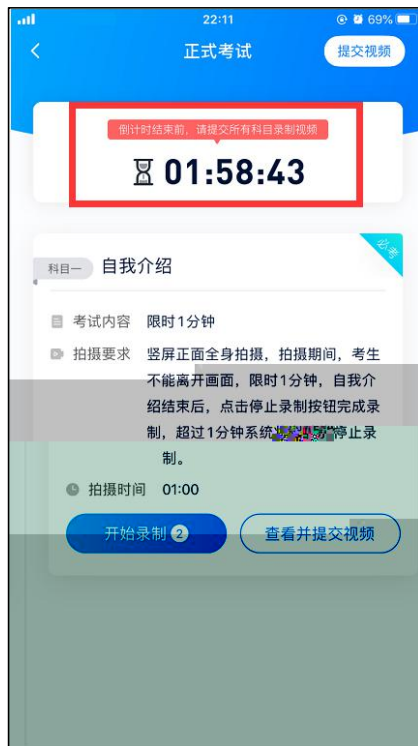 22:11
69%
正式考试
提交视频
倒计时结束前，请提交所有科目录制视频
01:58:43
必考
科目一 自我介绍
考试内容 限时1分钟
拍摄要求 竖屏正面全身拍摄，拍摄期间，考生
不能离开画面，限时1分钟，自我介
绍结束后，点击停止录制按钮完成录
制，超过1分钟系统 停止录
制。
拍摄时间 01:00
开始录制 2
查看并提交视频